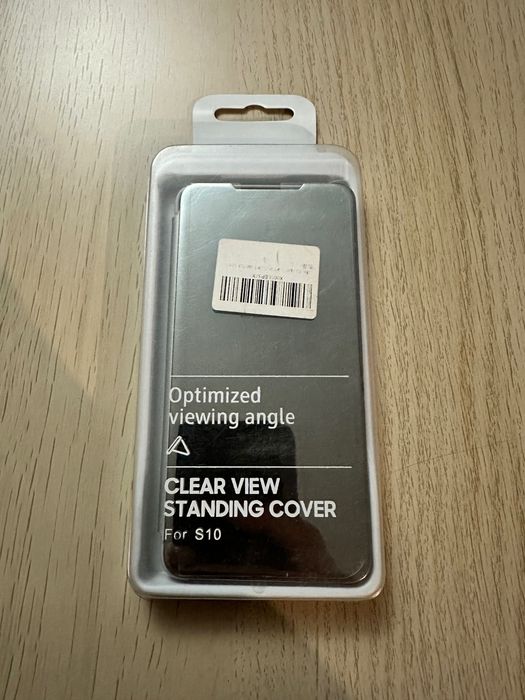 Optimized
viewing angle
CLEAR VIEW
STANDING COVER
For S10